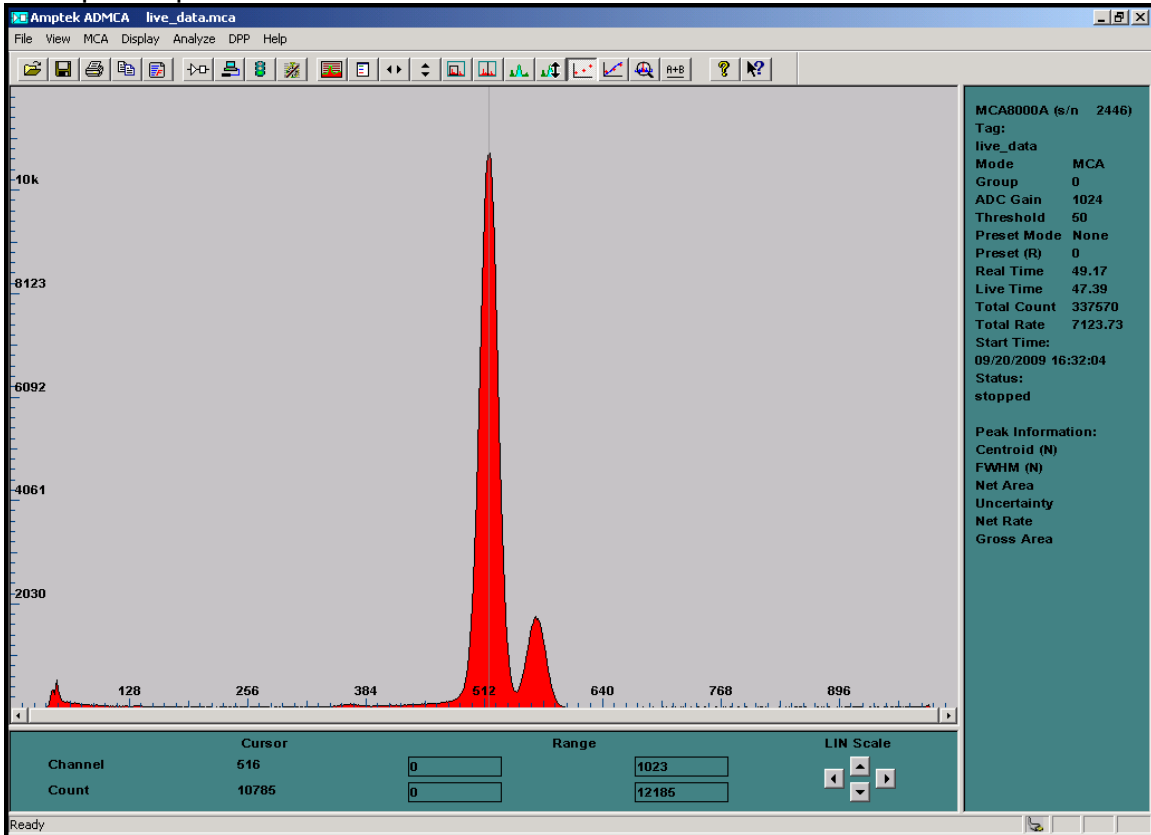 Amptek ADMCA live_data.mca
File View MCA Display Analyze DPP Help
A+B
10k
8123
6092
4061
2030
128 256 384 512 640 768 896
MCA8000A (s/n 2446)
Tag:
live_data
Mode MCA
Group 0
ADC Gain 1024
Threshold 50
Preset Mode None
Preset (R) 0
Real Time 49.17
Live Time 47.39
Total Count 337570
Total Rate 7123.73
Start Time:
09/20/2009 16:32:04
Status:
stopped
Peak Information:
Centroid (N)
FWHM (N)
Net Area
Uncertainty
Net Rate
Gross Area
Cursor Range LIN Scale
Channel 516 0 1023
Count 10785 0 12185
Ready